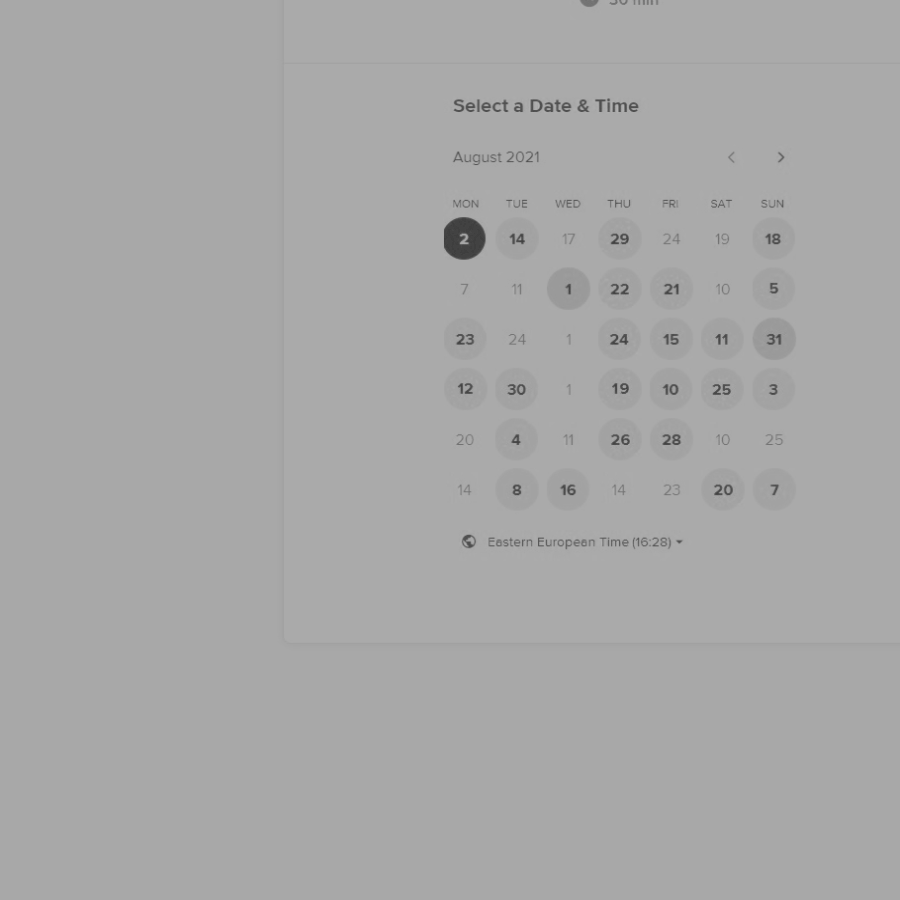 30 min
Select a Date & Time
August 2021
MON TUE WED THU FRI SAT SUN
2 14 17 29 24 19 18
7 11 1 22 21 10 5
23 24 1 24 15 11 31
12 30 1 19 10 25 3
20 4 11 26 28 10 25
14 8 16 14 23 20 7
Eastern European Time (16:28)